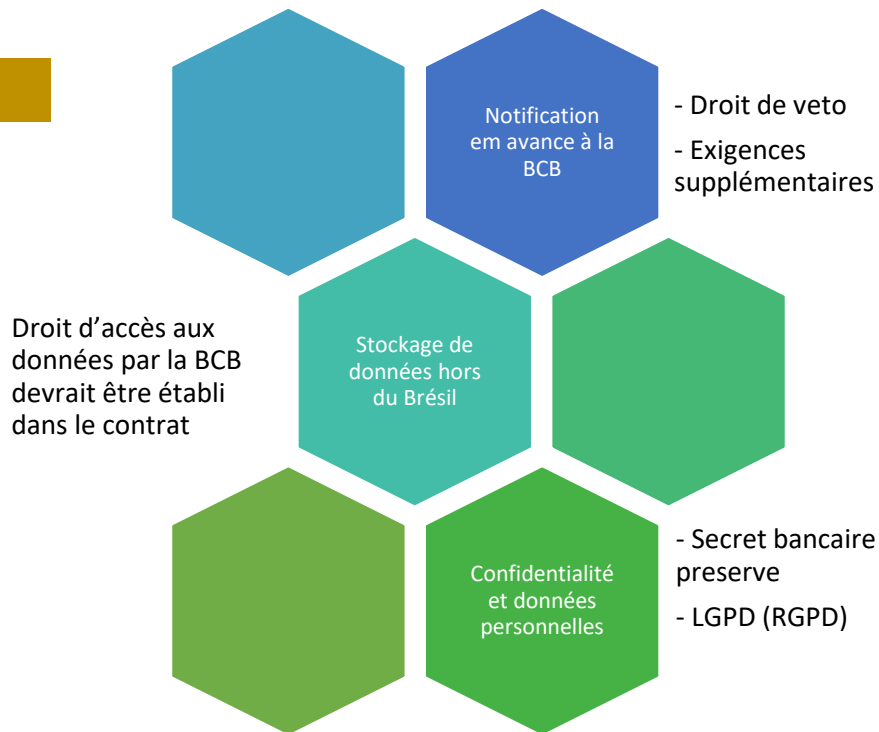 Notification
em avance à la
BCB
- Droit de veto
- Exigences
supplémentaires
Droit d’accès aux
données par la BCB
devrait être établi
dans le contrat
Stockage de
données hors
du Brésil
Confidentialité
et données
personnelles
- Secret bancaire
preserve
- LGPD (RGPD)